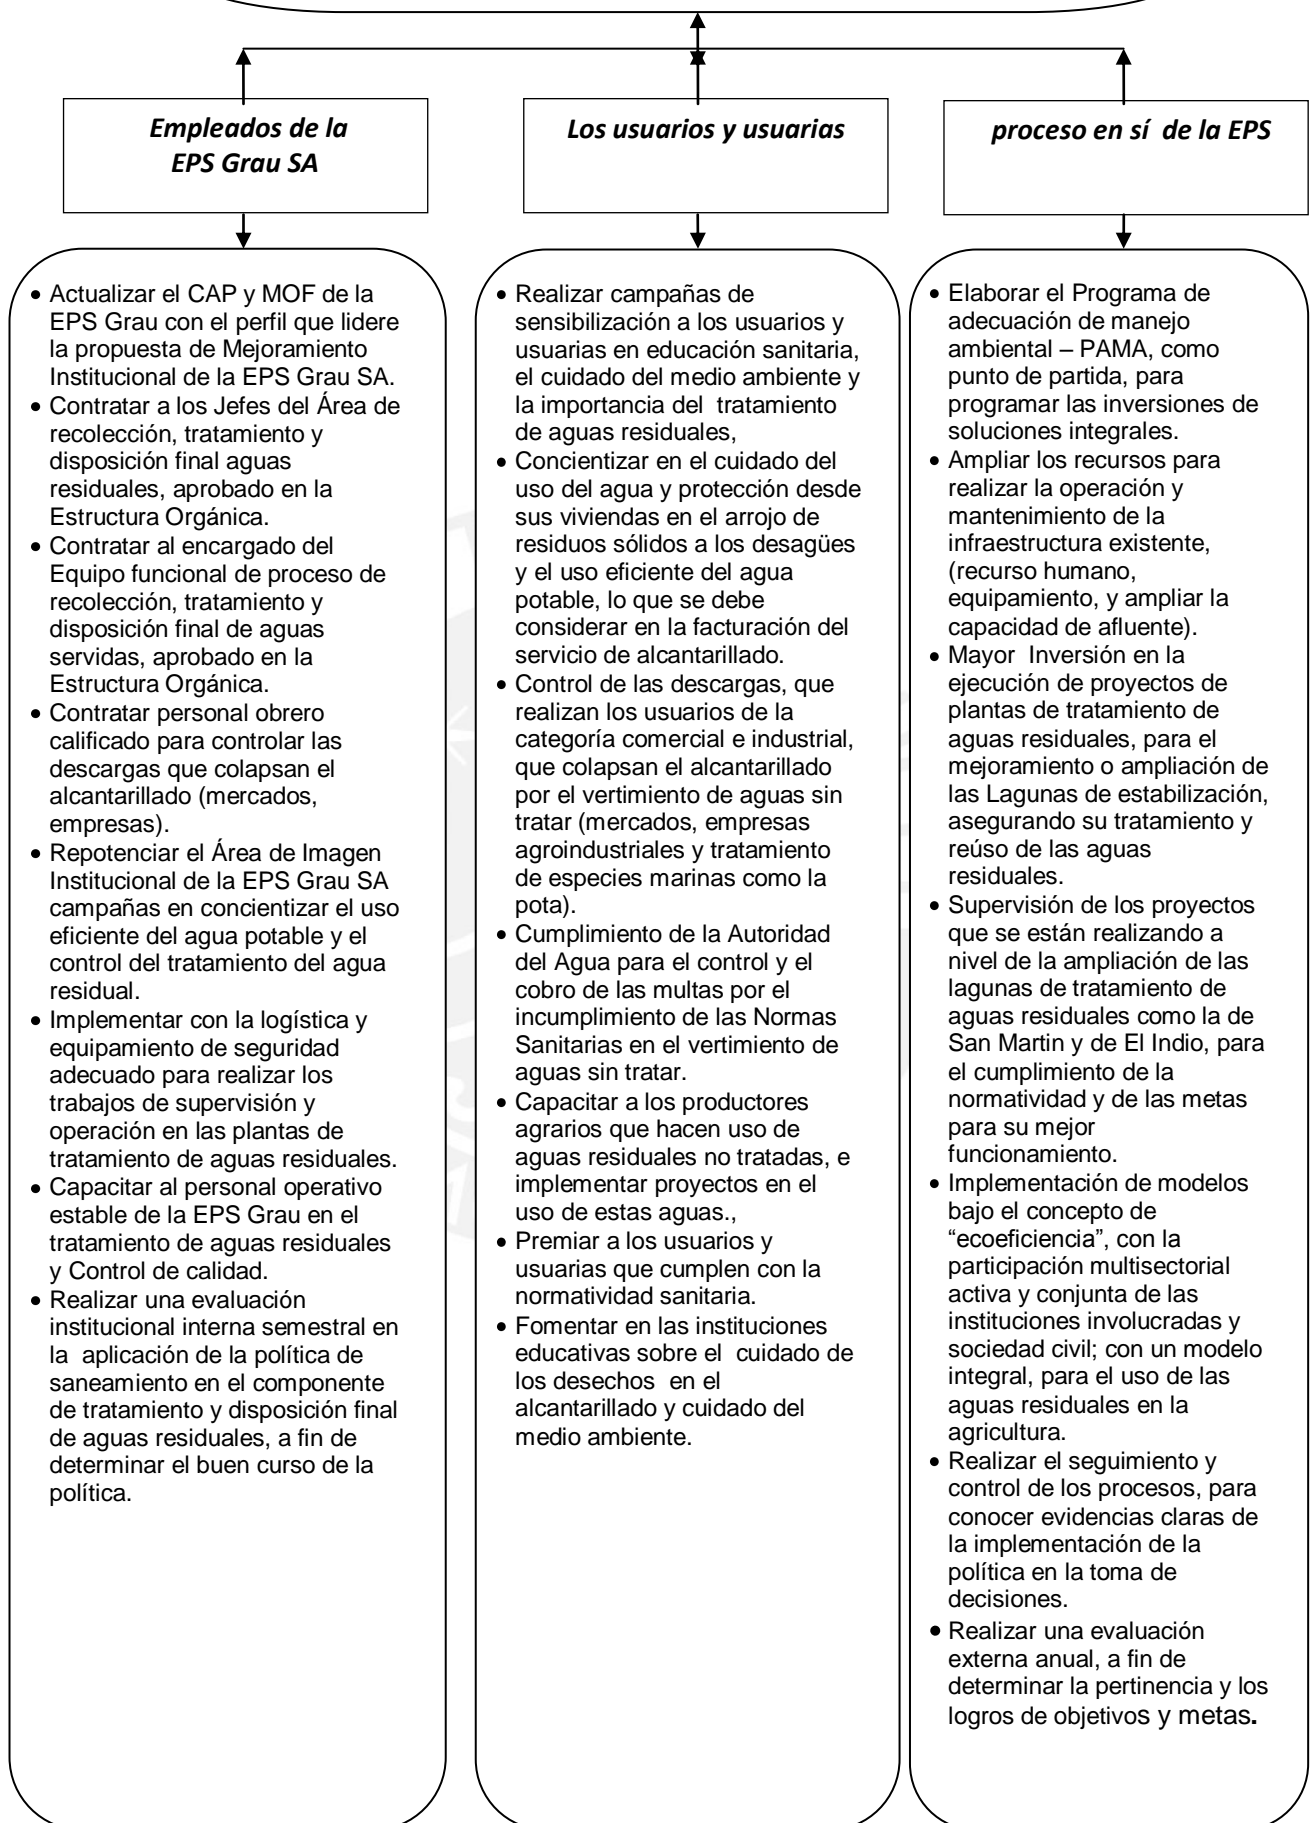 Empleados de la
EPS Grau SA
Los usuarios y usuarias
proceso en sí  de la EPS
• Actualizar el CAP y MOF de la
EPS Grau con el perfil que lidere
la propuesta de Mejoramiento
Institucional de la EPS Grau SA.
• Contratar a los Jefes del Área de
recolección, tratamiento y
disposición final aguas
residuales, aprobado en la
Estructura Orgánica.
• Contratar al encargado del
Equipo funcional de proceso de
recolección, tratamiento y
disposición final de aguas
servidas, aprobado en la
Estructura Orgánica.
• Contratar personal obrero
calificado para controlar las
descargas que colapsan el
alcantarillado (mercados,
empresas).
• Repotenciar el Área de Imagen
Institucional de la EPS Grau SA
campañas en concientizar el uso
eficiente del agua potable y el
control del tratamiento del agua
residual.
• Implementar con la logística y
equipamiento de seguridad
adecuado para realizar los
trabajos de supervisión y
operación en las plantas de
tratamiento de aguas residuales.
• Capacitar al personal operativo
estable de la EPS Grau en el
tratamiento de aguas residuales
y Control de calidad.
• Realizar una evaluación
institucional interna semestral en
la  aplicación de la política de
saneamiento en el componente
de tratamiento y disposición final
de aguas residuales, a fin de
determinar el buen curso de la
política.
• Realizar campañas de
sensibilización a los usuarios y
usuarias en educación sanitaria,
el cuidado del medio ambiente y
la importancia del  tratamiento
de aguas residuales,
• Concientizar en el cuidado del
uso del agua y protección desde
sus viviendas en el arrojo de
residuos sólidos a los desagües
y el uso eficiente del agua
potable, lo que se debe
considerar en la facturación del
servicio de alcantarillado.
• Control de las descargas, que
realizan los usuarios de la
categoría comercial e industrial,
que colapsan el alcantarillado
por el vertimiento de aguas sin
tratar (mercados, empresas
agroindustriales y tratamiento
de especies marinas como la
pota).
• Cumplimiento de la Autoridad
del Agua para el control y el
cobro de las multas por el
incumplimiento de las Normas
Sanitarias en el vertimiento de
aguas sin tratar.
• Capacitar a los productores
agrarios que hacen uso de
aguas residuales no tratadas, e
implementar proyectos en el
uso de estas aguas.,
• Premiar a los usuarios y
usuarias que cumplen con la
normatividad sanitaria.
• Fomentar en las instituciones
educativas sobre el  cuidado de
los desechos  en el
alcantarillado y cuidado del
medio ambiente.
• Elaborar el Programa de
adecuación de manejo
ambiental – PAMA, como
punto de partida, para
programar las inversiones de
soluciones integrales.
• Ampliar los recursos para
realizar la operación y
mantenimiento de la
infraestructura existente,
(recurso humano,
equipamiento, y ampliar la
capacidad de afluente).
• Mayor  Inversión en la
ejecución de proyectos de
plantas de tratamiento de
aguas residuales, para el
mejoramiento o ampliación de
las Lagunas de estabilización,
asegurando su tratamiento y
reúso de las aguas
residuales.
• Supervisión de los proyectos
que se están realizando a
nivel de la ampliación de las
lagunas de tratamiento de
aguas residuales como la de
San Martin y de El Indio, para
el cumplimiento de la
normatividad y de las metas
para su mejor
funcionamiento.
• Implementación de modelos
bajo el concepto de
“ecoeficiencia”, con la
participación multisectorial
activa y conjunta de las
instituciones involucradas y
sociedad civil; con un modelo
integral, para el uso de las
aguas residuales en la
agricultura.
• Realizar el seguimiento y
control de los procesos, para
conocer evidencias claras de
la implementación de la
política en la toma de
decisiones.
• Realizar una evaluación
externa anual, a fin de
determinar la pertinencia y los
logros de objetivos y metas.